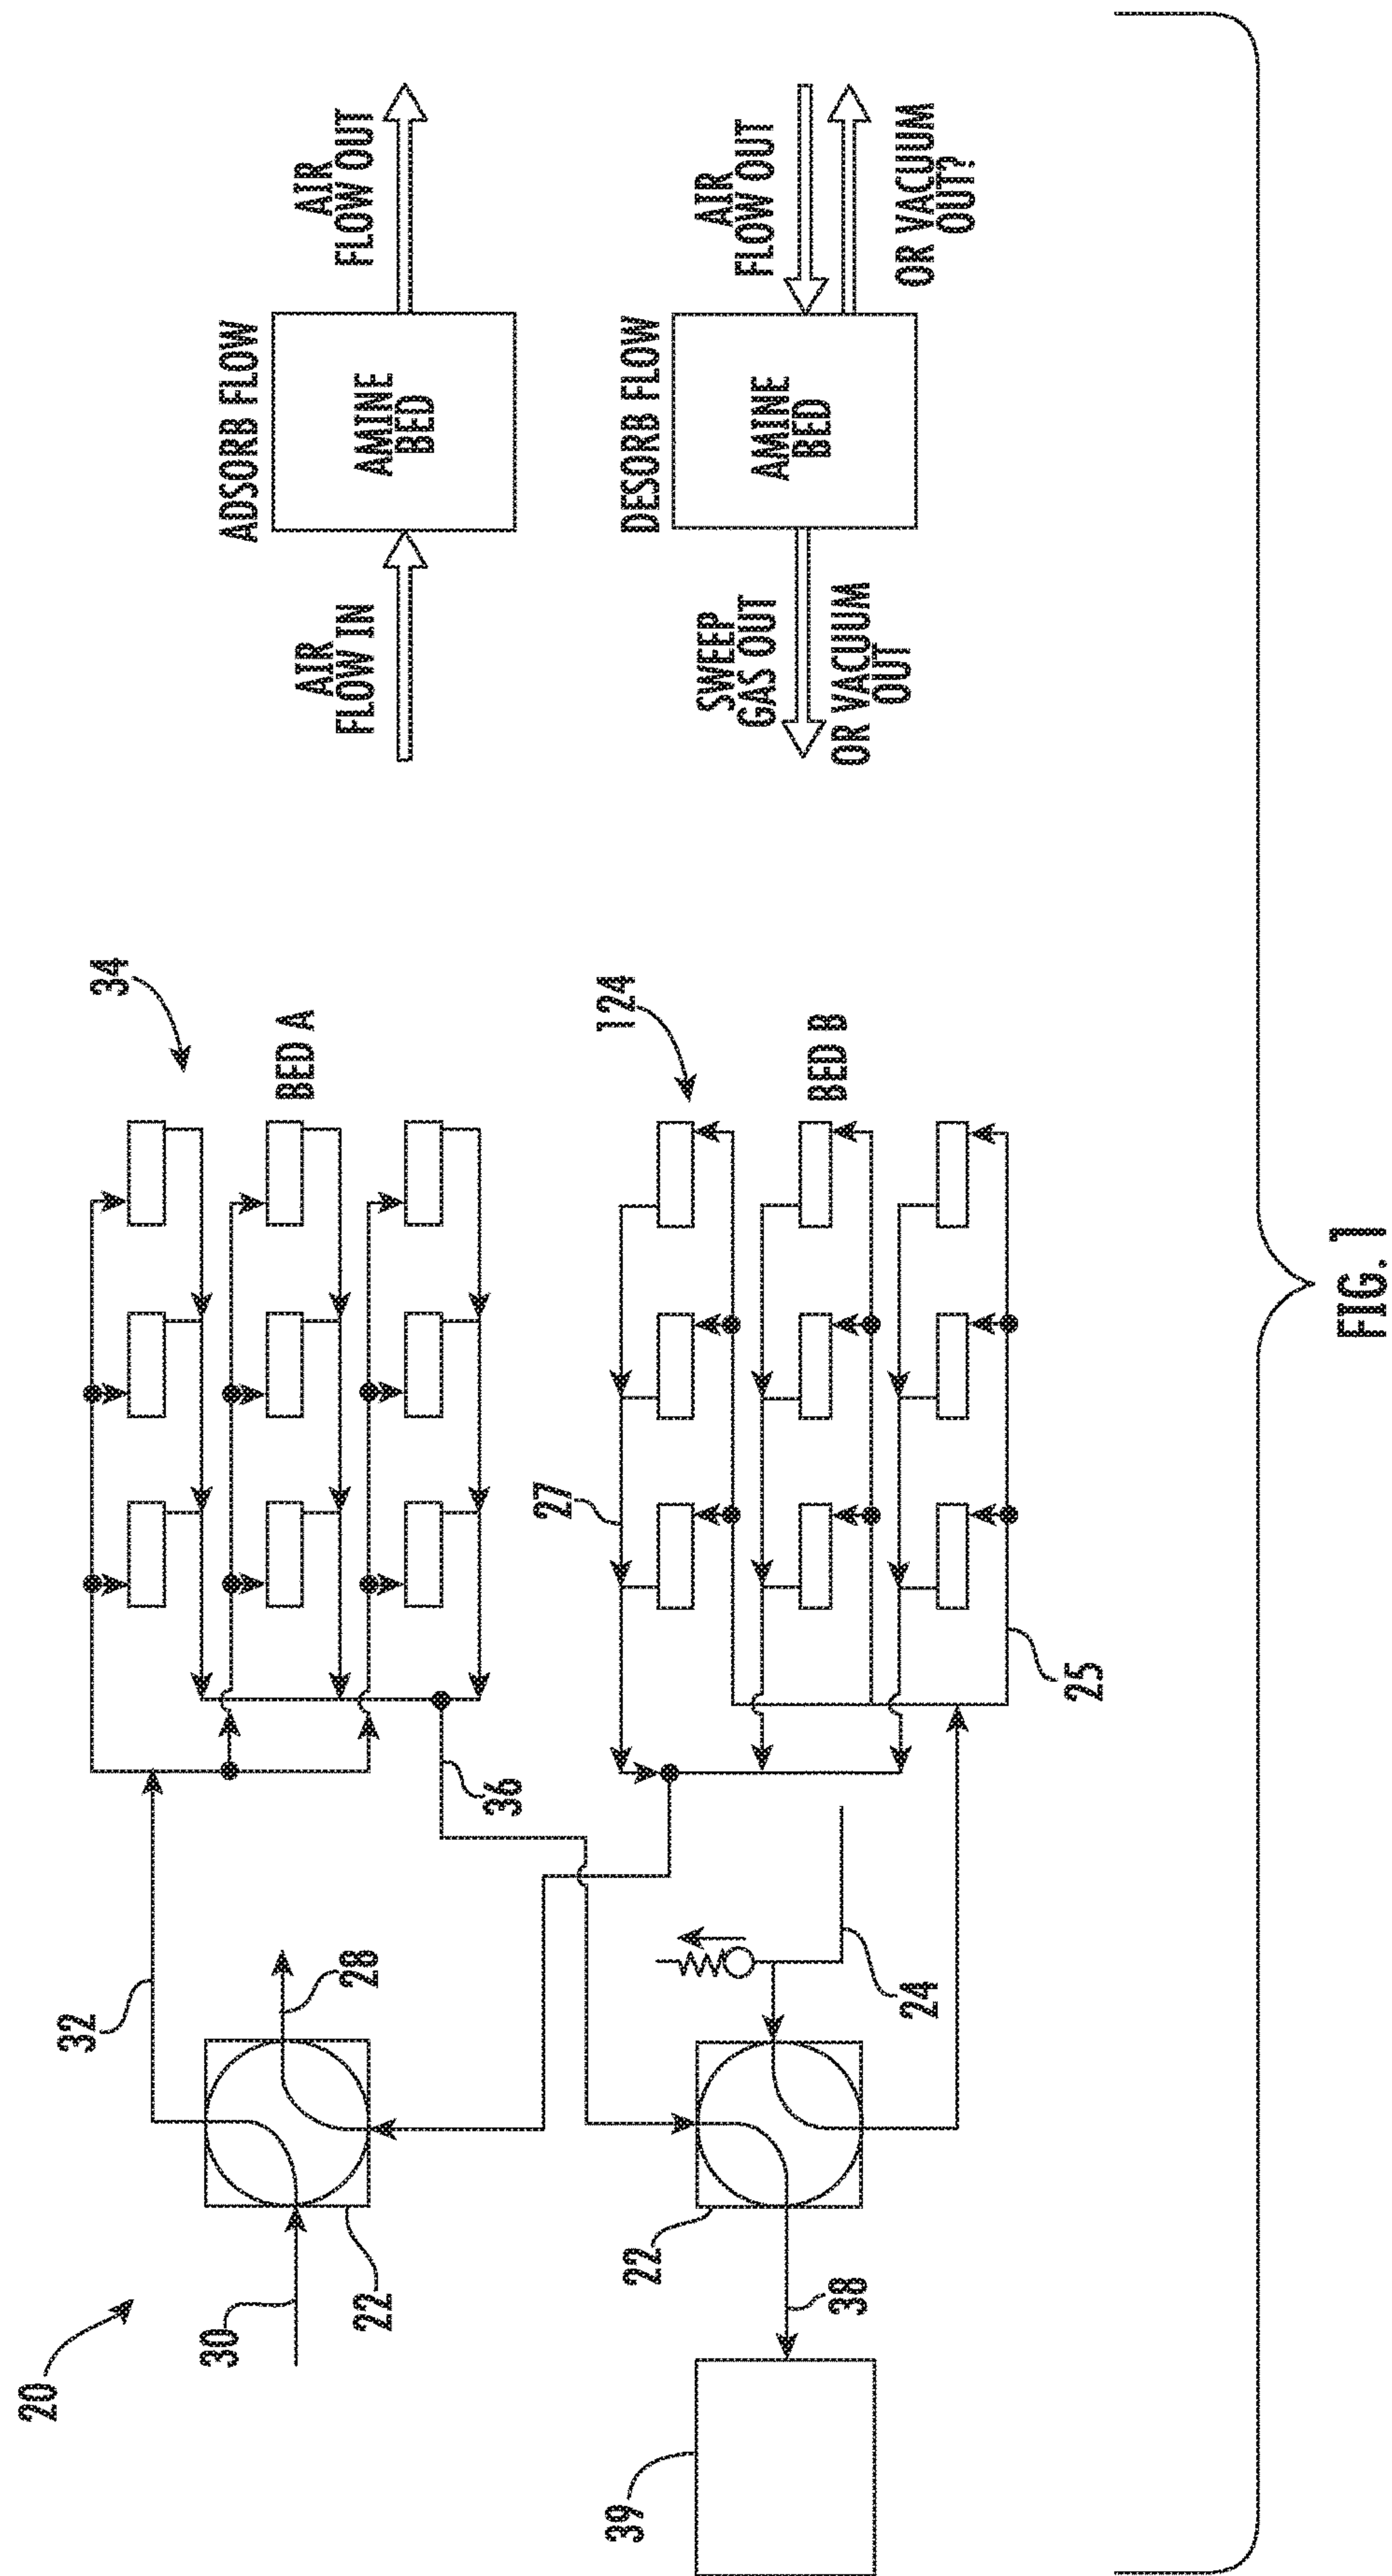 20
30
22
32
28
36
34
BED A
39
38
22
24
27
25
124
BED B
ADSORB FLOW
AIR
FLOW IN
AMINE
BED
AIR
FLOW OUT
DESORB FLOW
SWEEP
GAS OUT
OR VACUUM
OUT
AMINE
BED
AIR
FLOW OUT
OR VACUUM
OUT?
FIG. 1